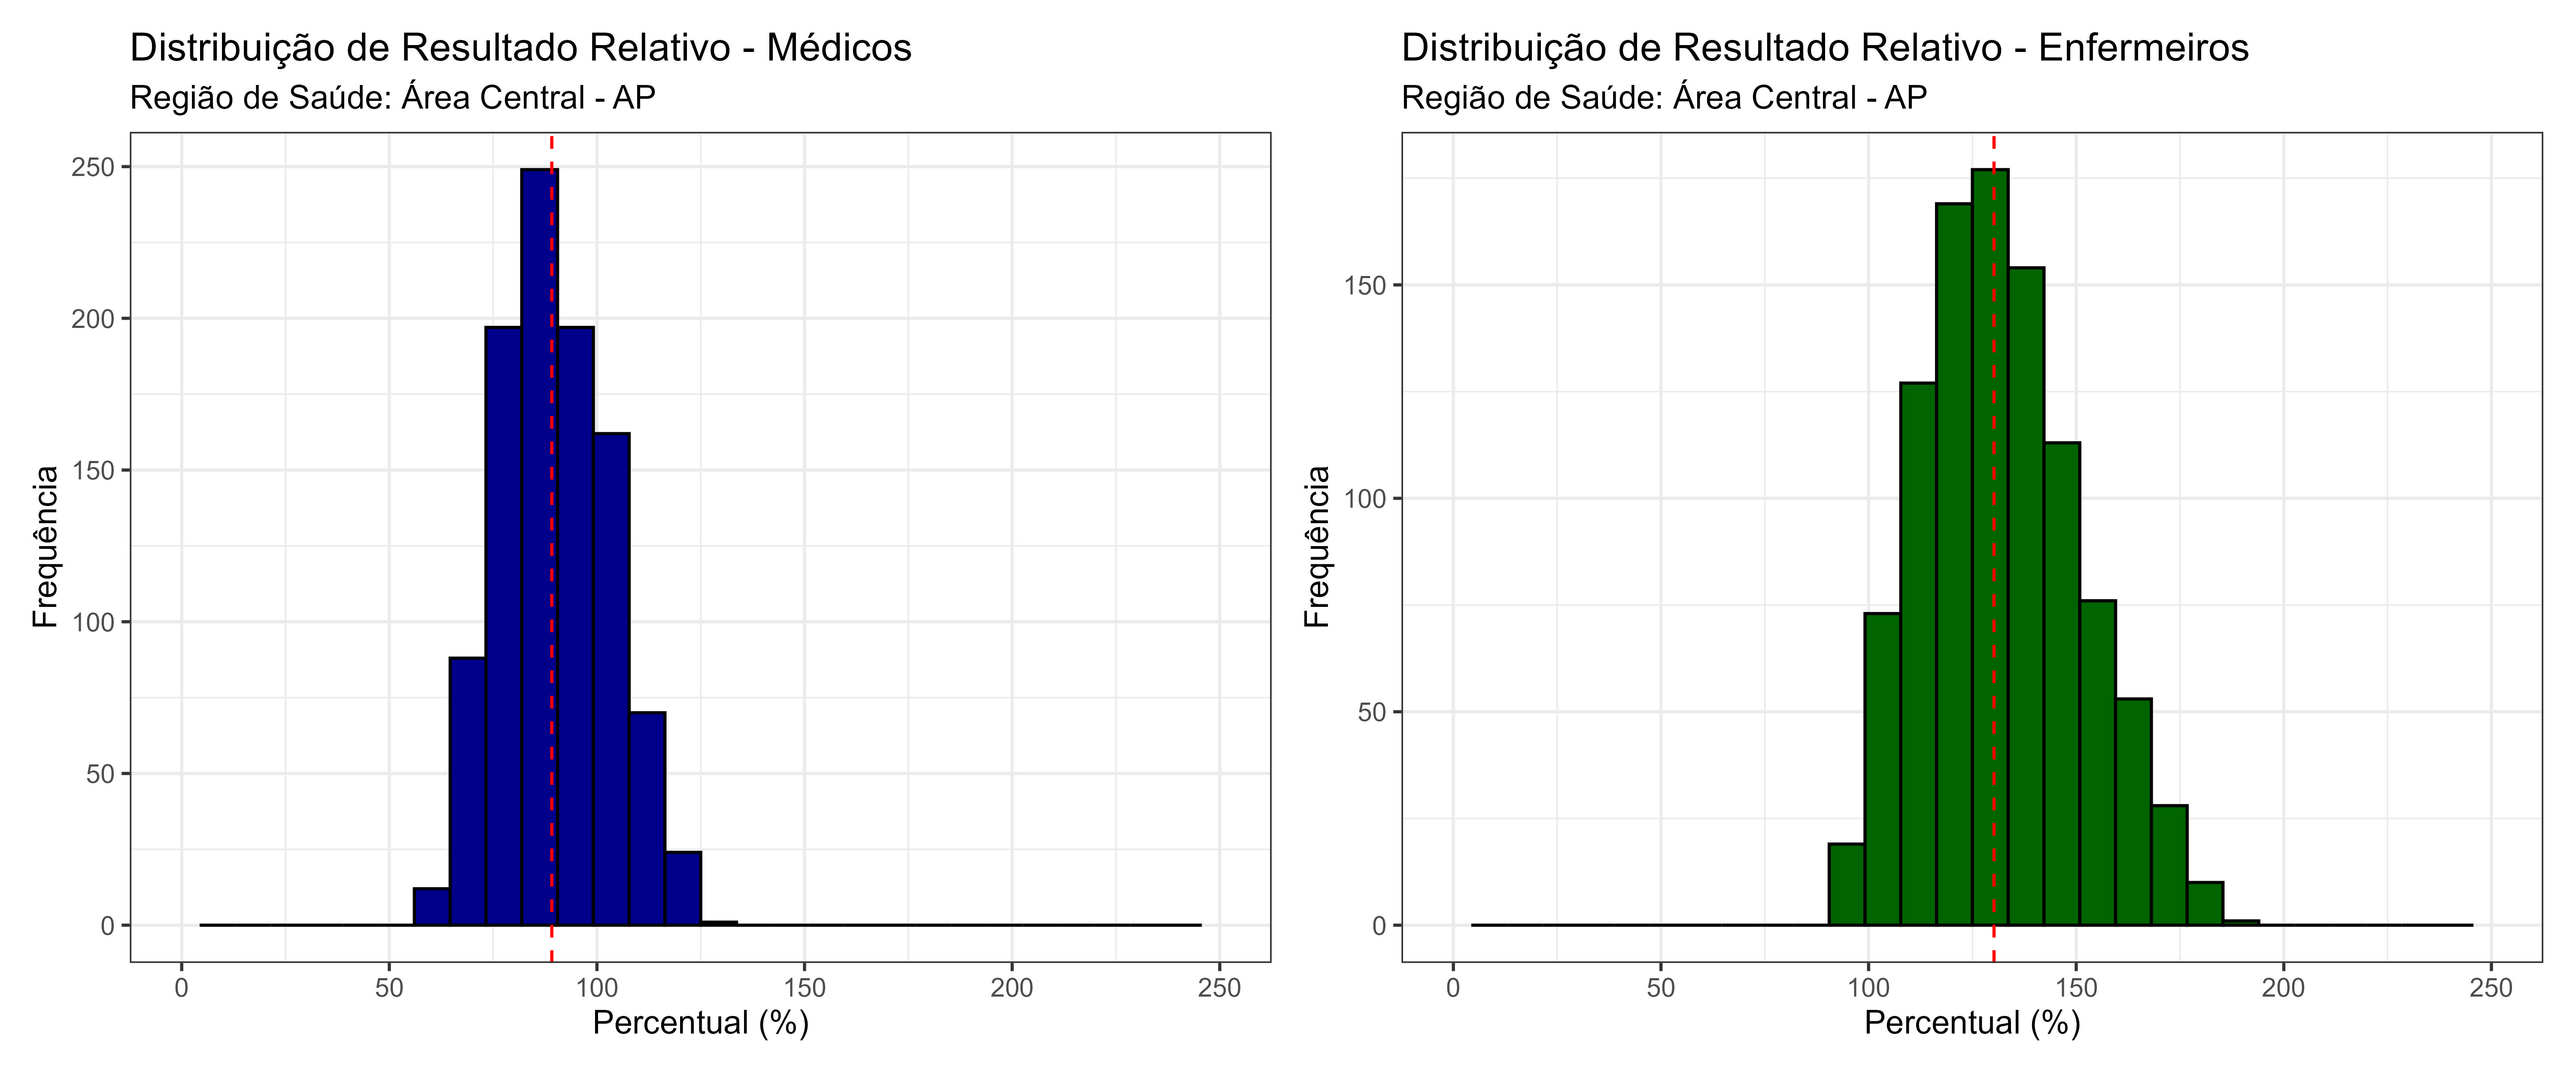 Distribuição de Resultado Relativo - Médicos
Região de Saúde: Área Central - AP
Frequência
250
200
150
100
50
0
0 50 100 150 200 250
Percentual (%)
Distribuição de Resultado Relativo - Enfermeiros
Região de Saúde: Área Central - AP
Frequência
150
100
50
0
0 50 100 150 200 250
Percentual (%)